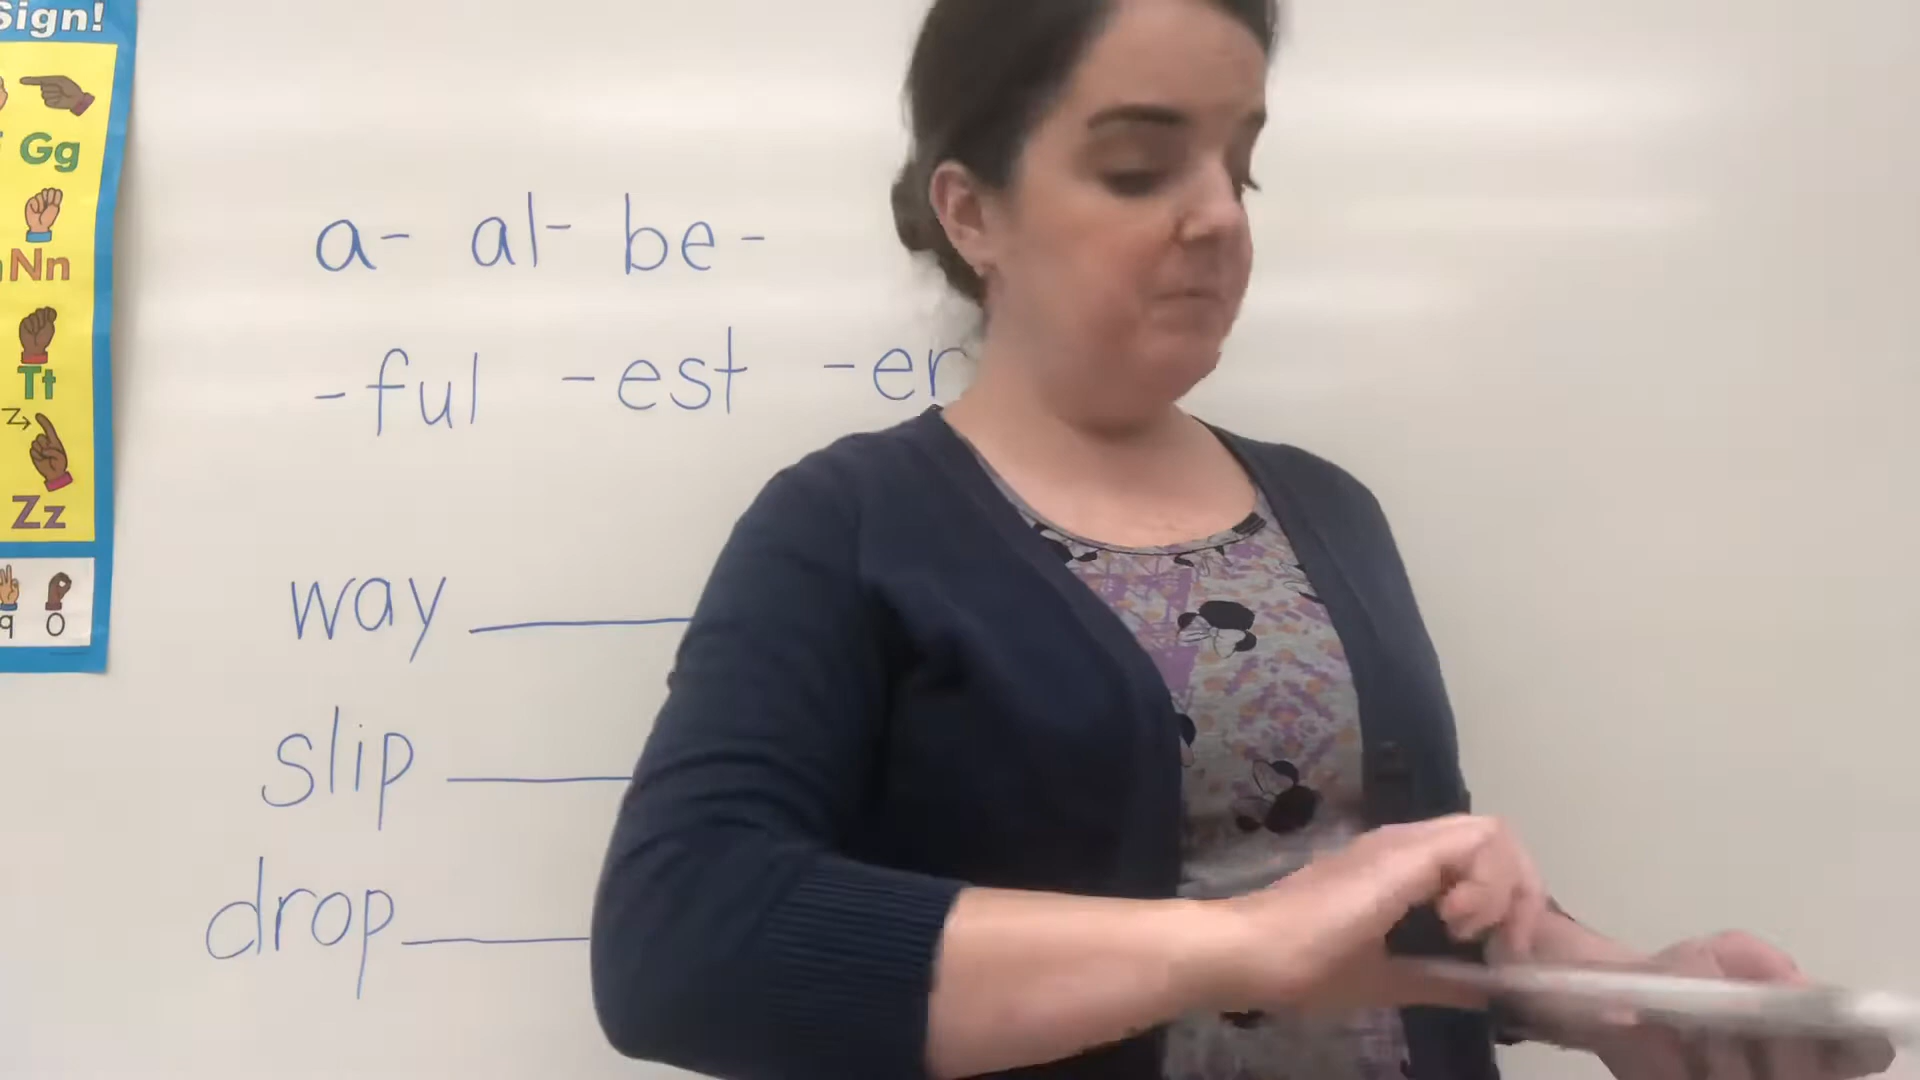 Sign!
Gg
Nn
Tt
Z
Zz
9 0
a- al- be-
-ful -est -er
way
slip
drop